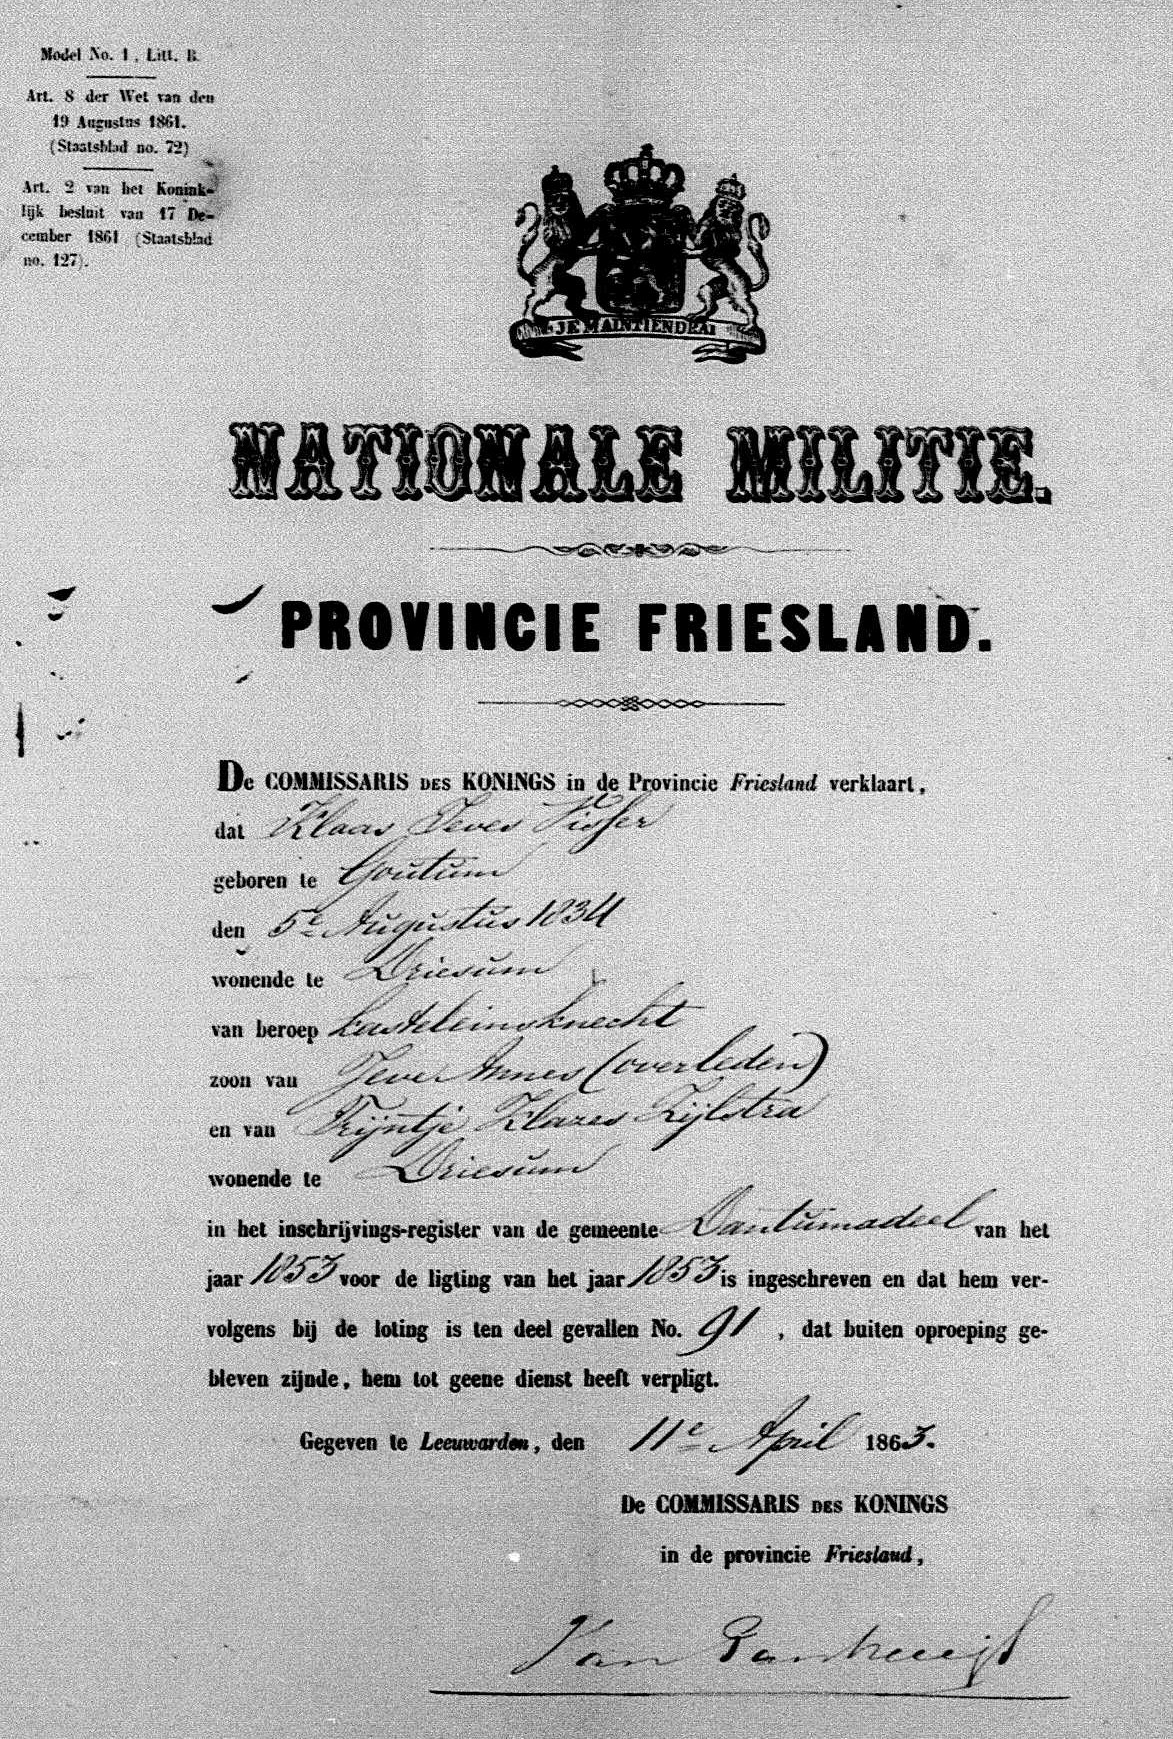 Model No. 1, Litt. B.
Art. 8 der Wet van den
19 Augustus 1861.
(Staatsblad no. 72)
Art. 2 van het Konink-
lijk besluit van 17 De-
cember 1861 (Staatsblad
no. 127).
JE MAINTIENDRAI
NATIONALE MILITIE.
PROVINCIE FRIESLAND.
De COMMISSARIS DES KONINGS in de Provincie Friesland verklaart,
dat Klaas Jeves Visser
geboren te Goutum
den 5e Augustus 1834
wonende te Driesum
van beroep kasteleinsknecht
zoon van Jeve Annes (overleden)
en van Trijntje Klazes Zijlstra
wonende te Driesum
in het inschrijvings-register van de gemeente Dantumadeel van het
jaar 1853 voor de ligting van het jaar 1853 is ingeschreven en dat hem ver-
volgens bij de loting is ten deel gevallen No. 91, dat buiten oproeping ge-
bleven zijnde, hem tot geene dienst heeft verpligt.
Gegeven te Leeuwarden, den 11e April 1863.
De COMMISSARIS DES KONINGS
in de provincie Friesland,
Van Panhuijs